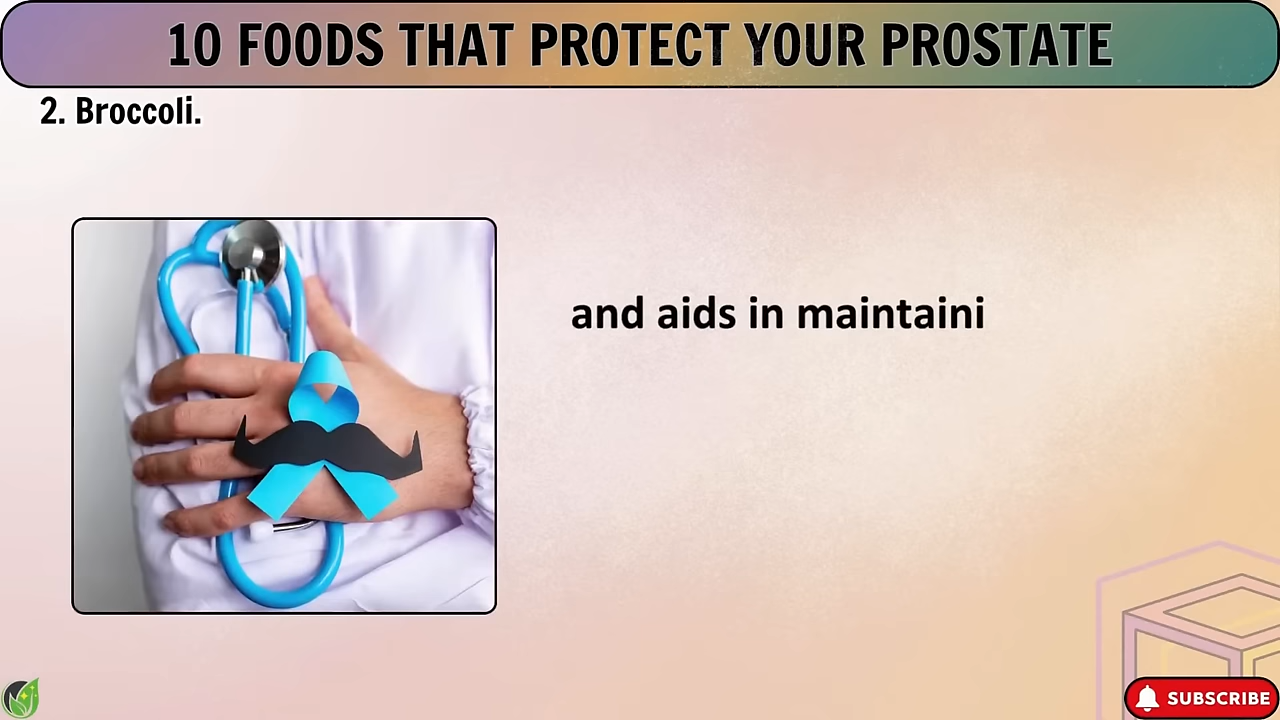 10 FOODS THAT PROTECT YOUR PROSTATE
2. Broccoli.
and aids in maintaini
SUBSCRIBE